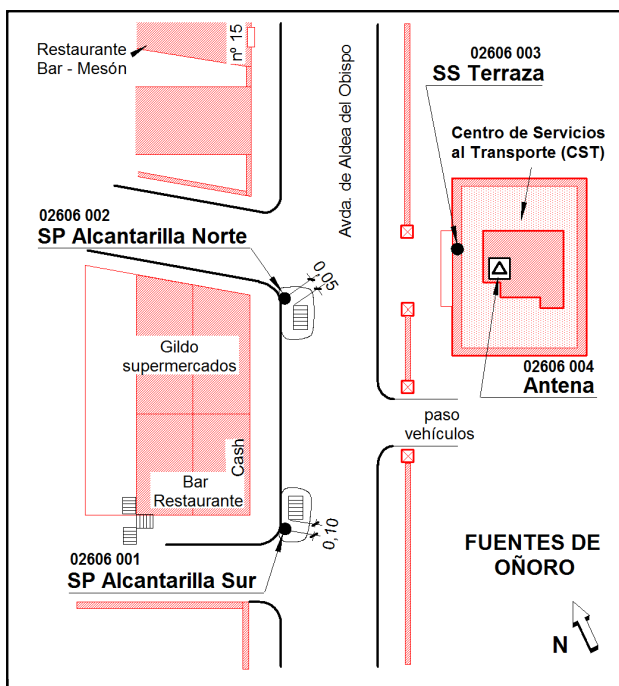 Restaurante
Bar - Mesón
nº 15
Avda. de Aldea del Obispo
02606 003
SS Terraza
Centro de Servicios
al Transporte (CST)
02606 002
SP Alcantarilla Norte
0,05
Gildo
supermercados
02606 004
Antena
paso
vehículos
Cash
Bar
Restaurante
0,10
02606 001
SP Alcantarilla Sur
FUENTES DE
OÑORO
N